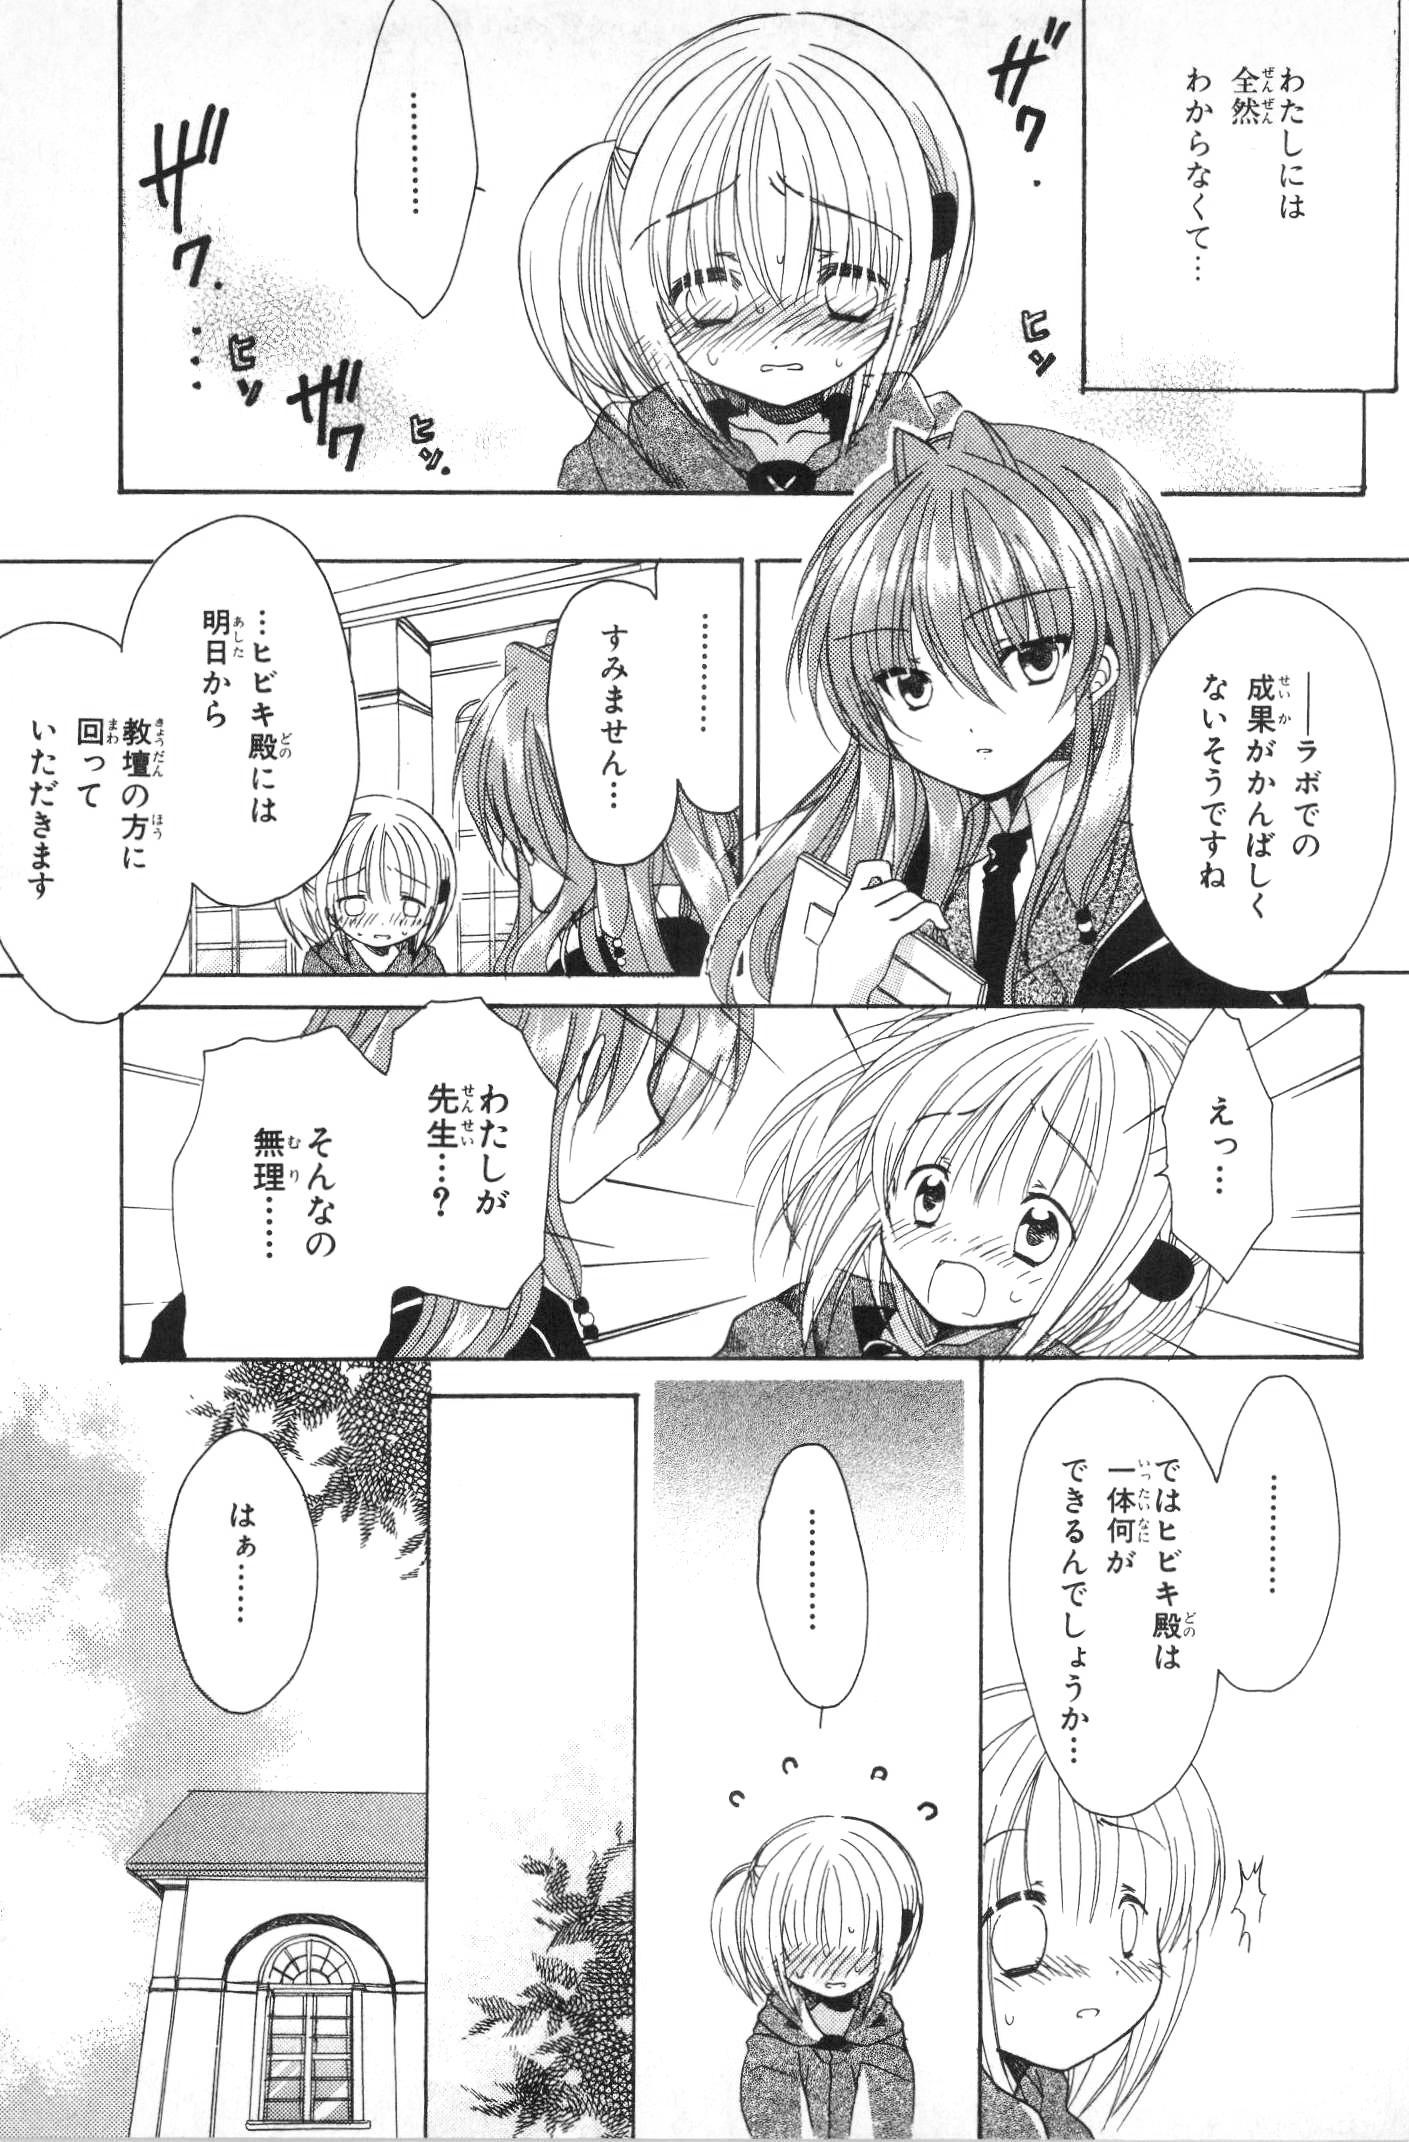 わたしには
全然
わからなくて…
ザワ
ヒソ
…………
ザワ…
ヒソ
ザワ
ヒソ
――ラボでの
成果がかんばしく
ないそうですね
…………
すみません…
…ヒビキ殿には
明日から
教壇の方に
回って
いただきます
えっ…
わたしが
先生…？
そんなの
無理……
…………
ではヒビキ殿は
一体何が
できるんでしょうか…
…………
はぁ……